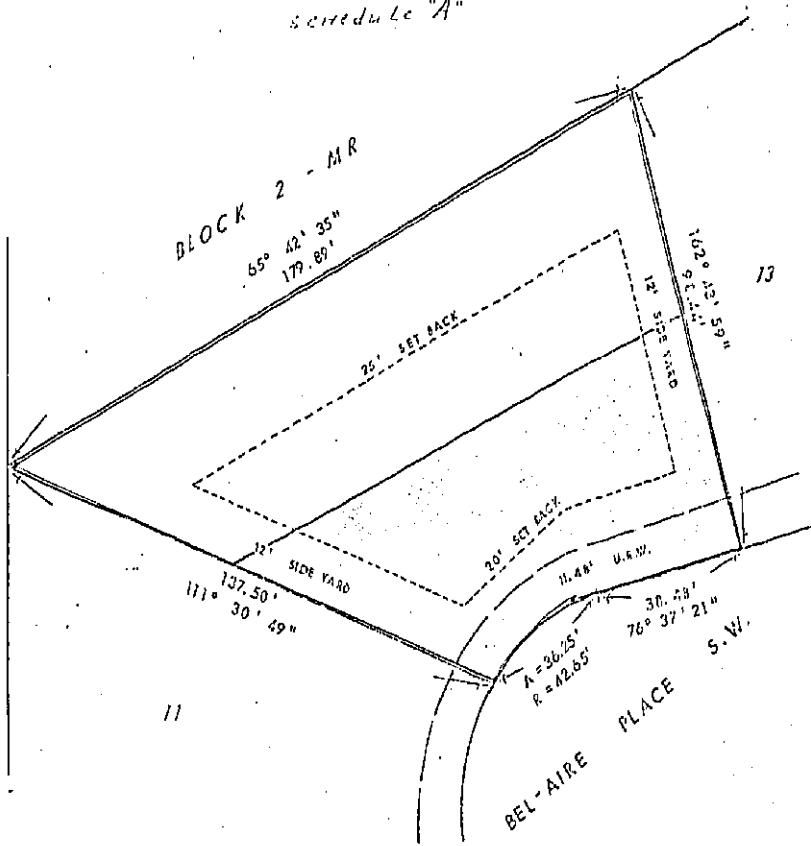 schedule "A"
BLOCK 2 - MR
65° 42' 35"
179.89'
162° 43' 59"
13
25' SET BACK
12' SIDE YARD
20' SET BACK
12' SIDE YARD
137.50'
111° 30' 49"
11.48' U.R.W.
38.48'
76° 37' 21"
A = 36.25'
R = 42.65'
BEL-AIRE PLACE S.W.
11